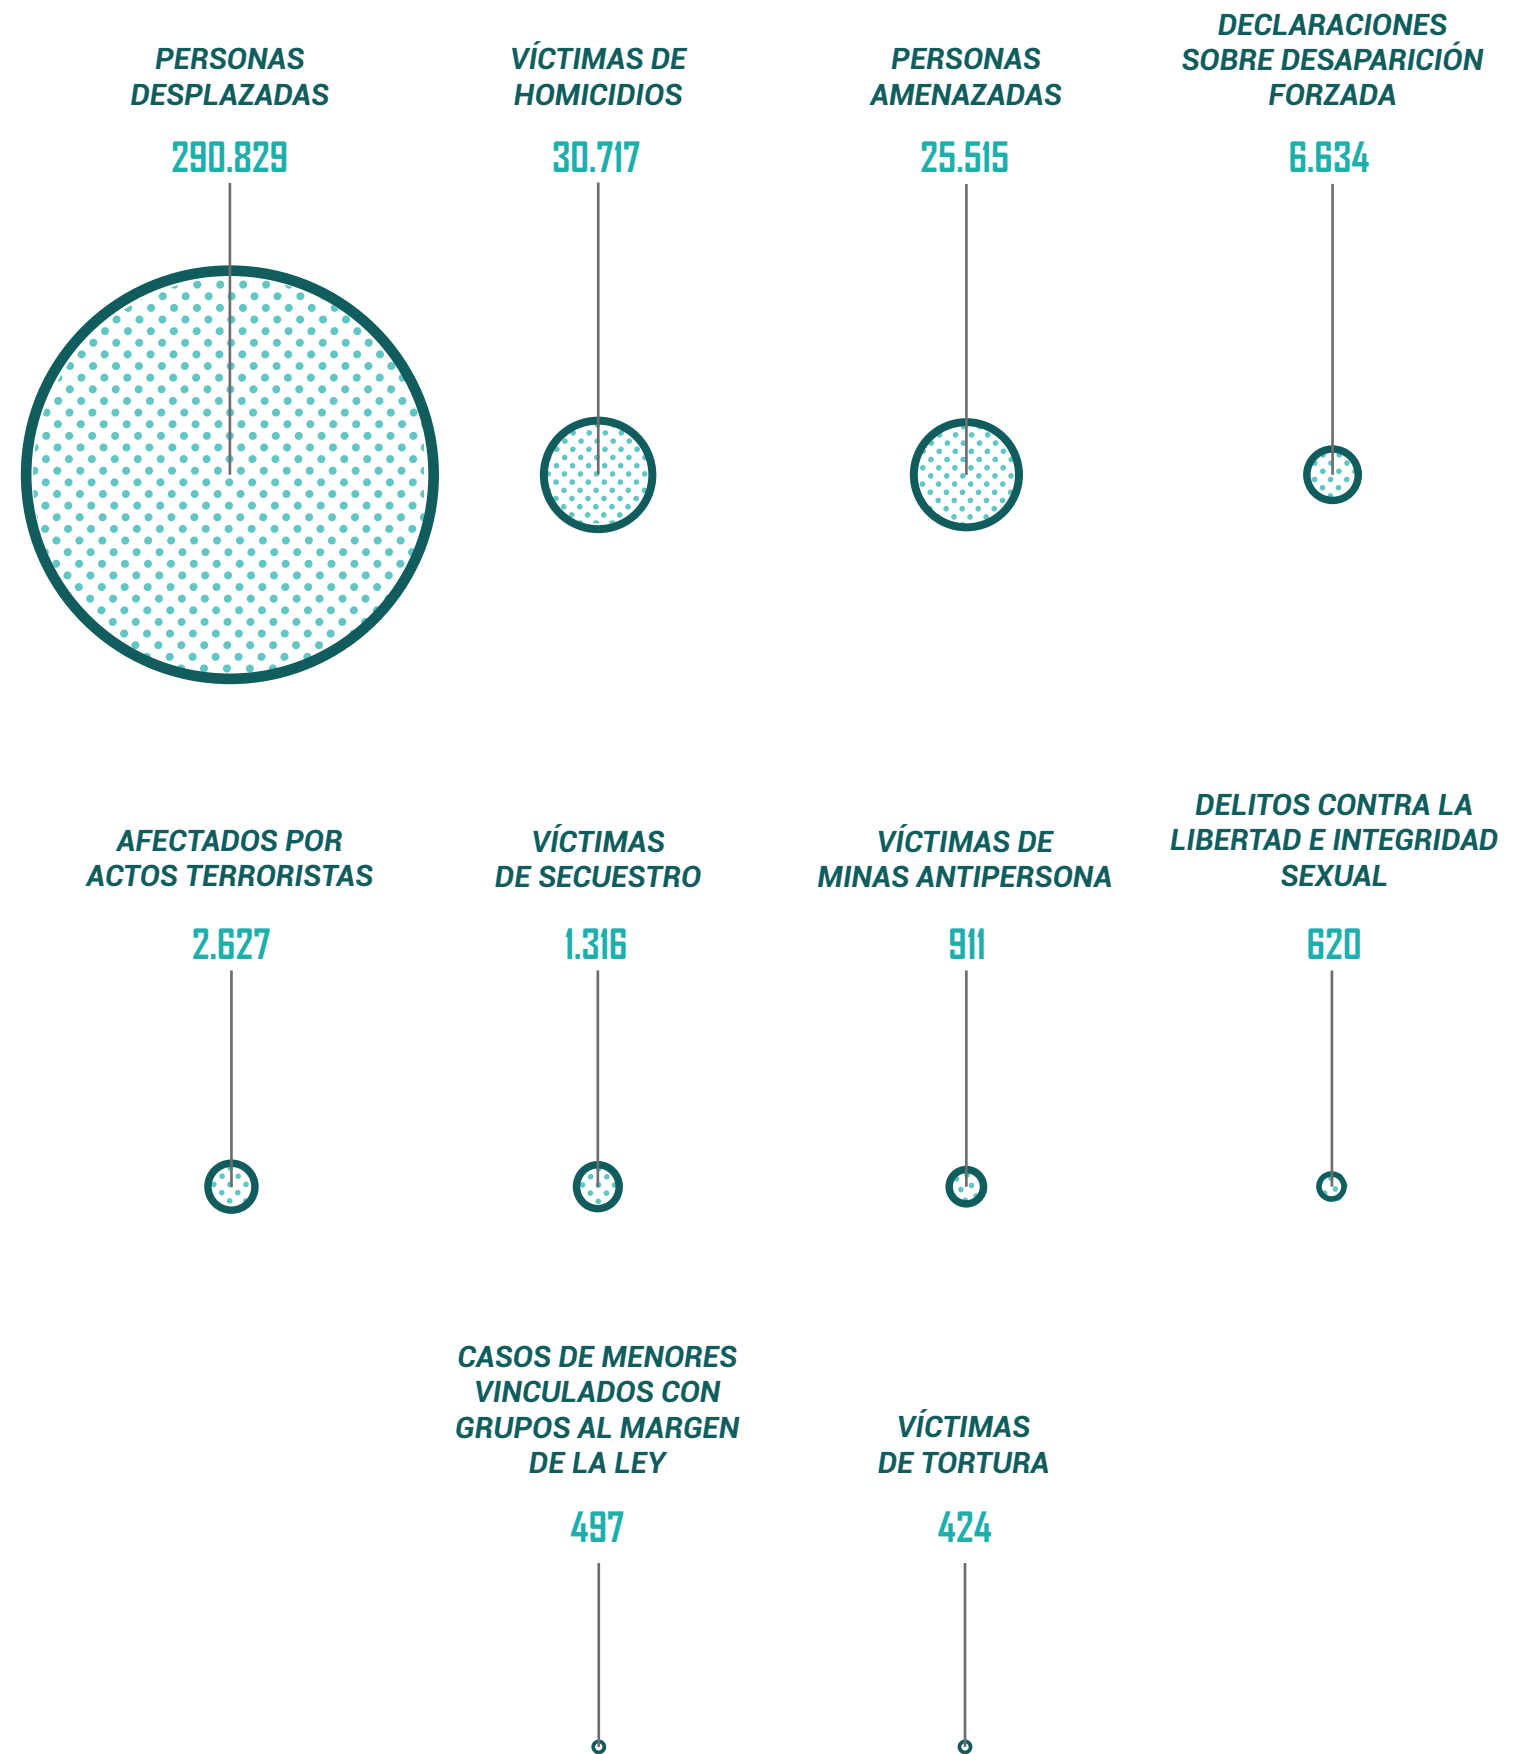 PERSONAS
DESPLAZADAS
290.829
VÍCTIMAS DE
HOMICIDIOS
30.717
PERSONAS
AMENAZADAS
25.515
DECLARACIONES
SOBRE DESAPARICIÓN
FORZADA
6.634
AFECTADOS POR
ACTOS TERRORISTAS
2.627
VÍCTIMAS
DE SECUESTRO
1.316
VÍCTIMAS DE
MINAS ANTIPERSONA
911
DELITOS CONTRA LA
LIBERTAD E INTEGRIDAD
SEXUAL
620
CASOS DE MENORES
VINCULADOS CON
GRUPOS AL MARGEN
DE LA LEY
497
VÍCTIMAS
DE TORTURA
424